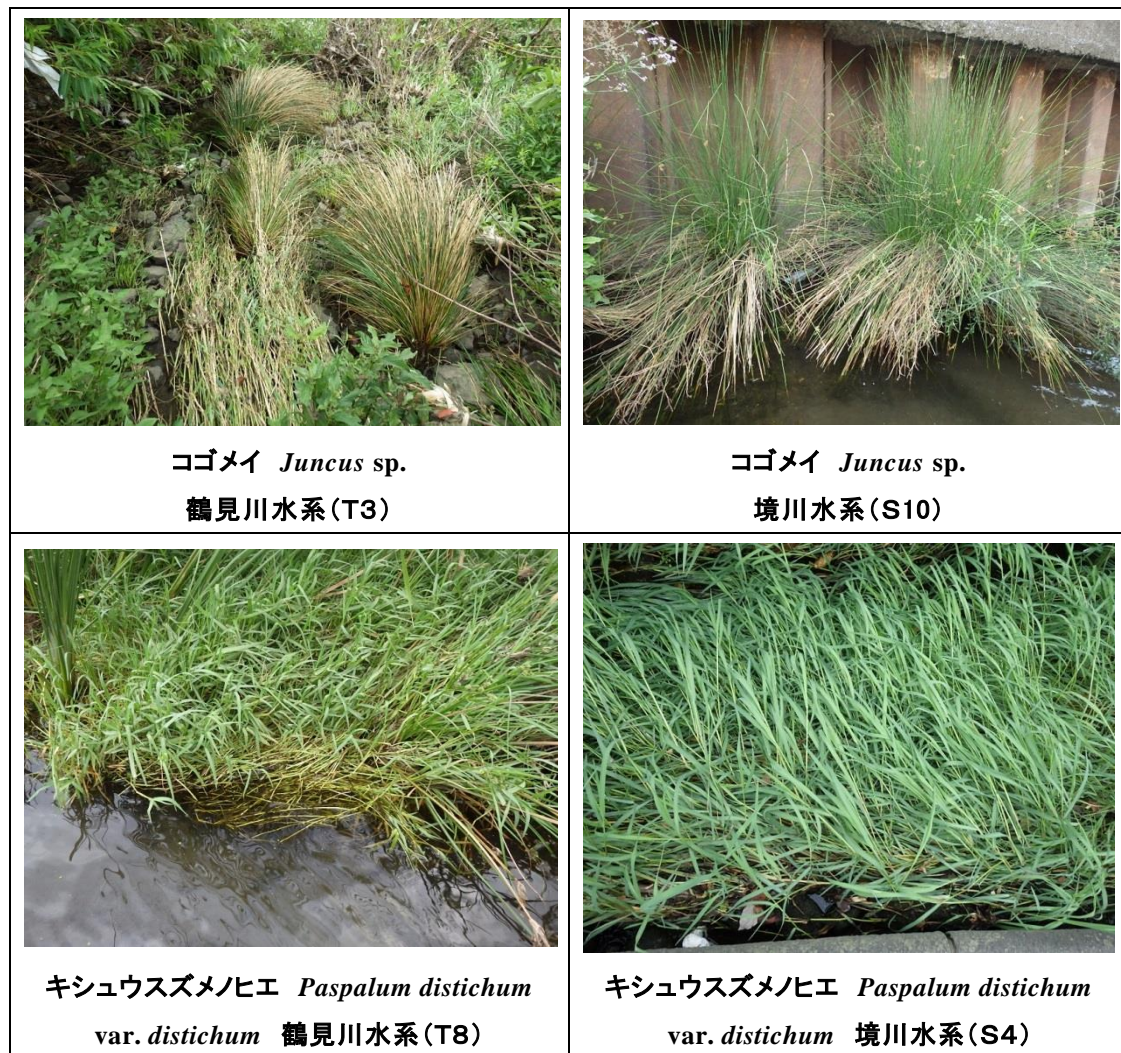 コゴメイ Juncus sp.
鶴見川水系(T3)
コゴメイ Juncus sp.
境川水系(S10)
キシュウスズメノヒエ Paspalum distichum
var. distichum 鶴見川水系(T8)
キシュウスズメノヒエ Paspalum distichum
var. distichum 境川水系(S4)